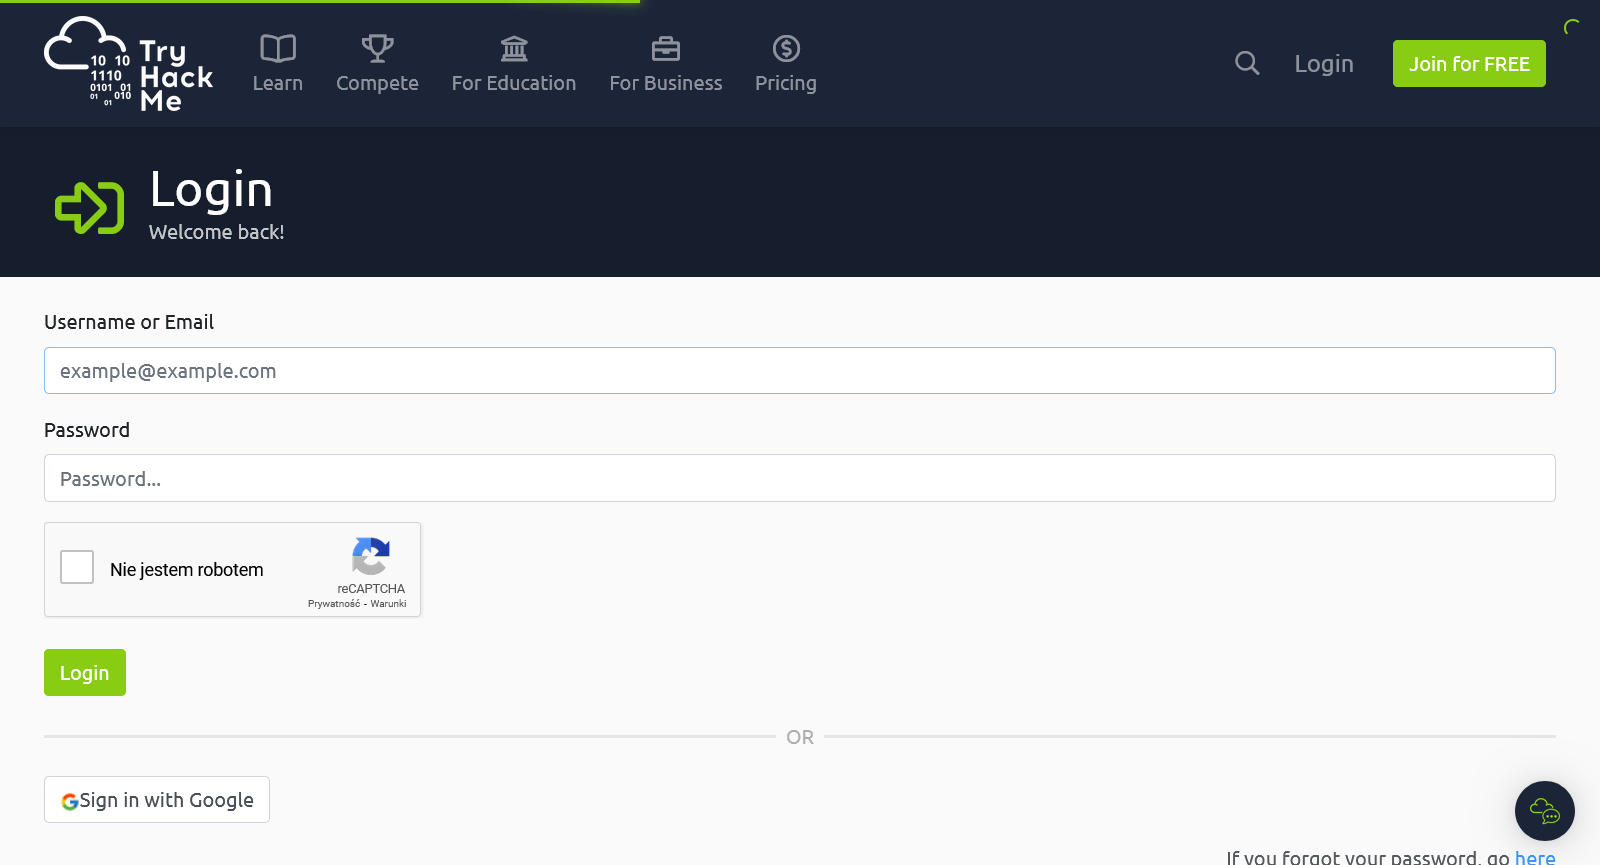 Try
Hack
Me
10 10
1110
0101 01
01 010
01
Learn
Compete
For Education
For Business
Pricing
Login
Join for FREE
Login
Welcome back!
Username or Email
example@example.com
Password
Password...
Nie jestem robotem
reCAPTCHA
Prywatność - Warunki
Login
OR
Sign in with Google
If you forgot your password, go here